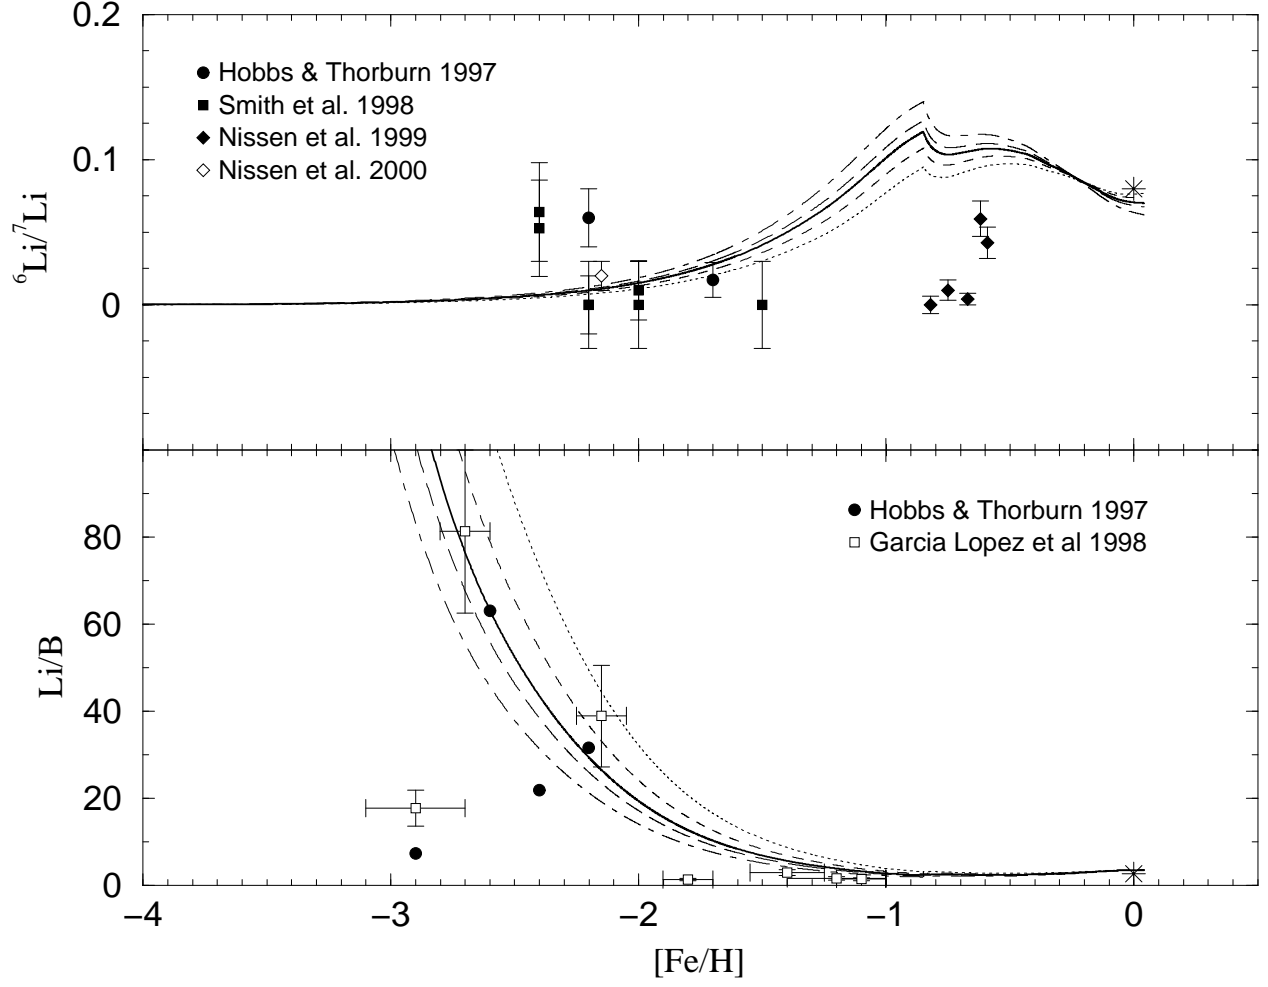 0.2
Hobbs & Thorburn 1997
Smith et al. 1998
Nissen et al. 1999
Nissen et al. 2000
0.1
⁶Li/⁷Li
0
Hobbs & Thorburn 1997
Garcia Lopez et al 1998
80
60
Li/B
40
20
0
−4 −3 −2 −1 0
[Fe/H]